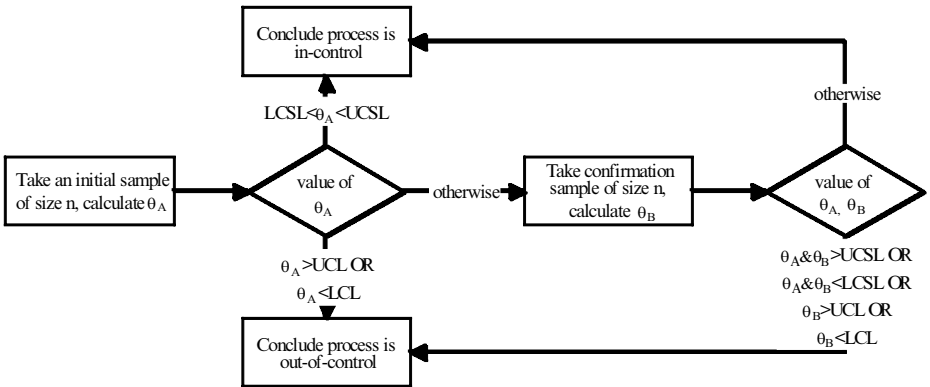 Conclude process is
in-control
LCSL<θA<UCSL
otherwise
Take an initial sample
of size n, calculate θA
value of
θA
otherwise
Take confirmation
sample of size n,
calculate θB
value of
θA, θB
θA>UCL OR
θA<LCL
θA&θB>UCSL OR
θA&θB<LCSL OR
θB>UCL OR
θB<LCL
Conclude process is
out-of-control